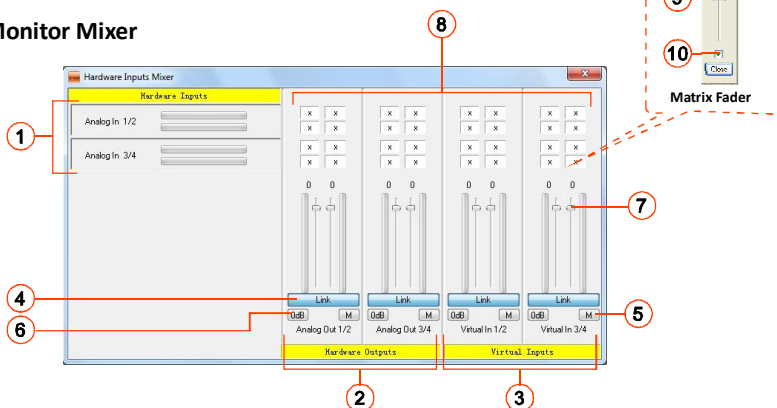 Monitor Mixer
8
9
10
Close
Matrix Fader
Hardware Inputs Mixer
x
Hardware Inputs
1
Analog In 1/2
Analog In 3/4
x x x x x x x x
x x x x x x x x
x x x x x x x x
x x x x x x x x
0 0 0 0 0 0 0 0
7
4
Link Link Link Link
6
0dB M 0dB M 0dB M 0dB M
5
Analog Out 1/2 Analog Out 3/4 Virtual In 1/2 Virtual In 3/4
Hardware Outputs Virtual Inputs
2 3